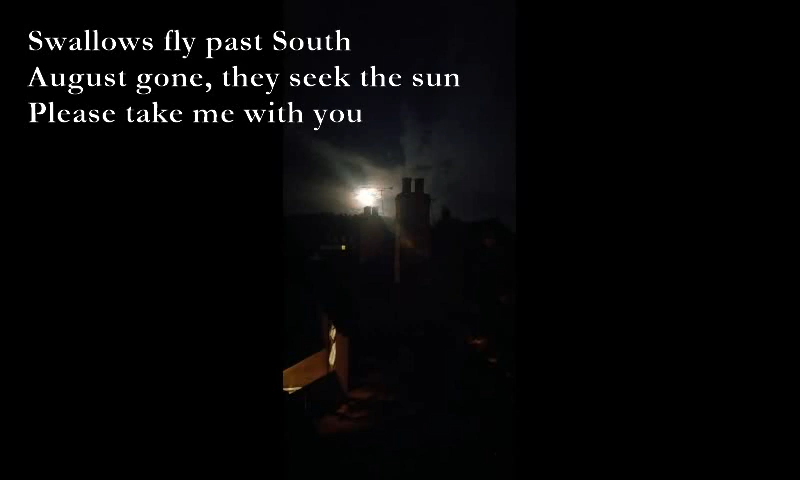 Swallows fly past South
August gone, they seek the sun
Please take me with you